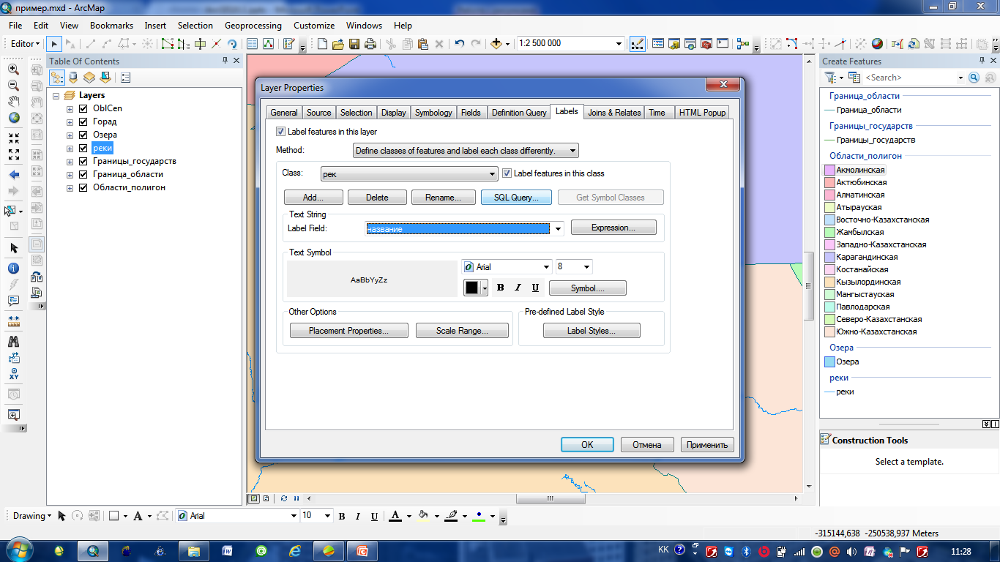 пример.mxd - ArcMap
File Edit View Bookmarks Insert Selection Geoprocessing Customize Windows Help
Editor 1:2 500 000
Table Of Contents
Layers
OblCen
Горад
Озера
реки
Границы_государств
Граница_области
Области_полигон
Layer Properties
General Source Selection Display Symbology Fields Definition Query Labels Joins & Relates Time HTML Popup
Label features in this layer
Method: Define classes of features and label each class differently.
Class: рек Label features in this class
Add... Delete Rename... SQL Query... Get Symbol Classes
Text String
Label Field: название Expression...
Text Symbol
AaBbYyZz
Arial 8
B I U Symbol....
Other Options
Placement Properties... Scale Range...
Pre-defined Label Style
Label Styles...
OK Отмена Применить
Create Features
<Search>
Граница_области
Граница_области
Границы_государств
Границы_государств
Области_полигон
Акмолинская
Актюбинская
Алматинская
Атырауская
Восточно-Казахстанская
Жамбылская
Западно-Казахстанская
Карагандинская
Костанайская
Кызылординская
Мангыстауская
Павлодарская
Северо-Казахстанская
Южно-Казахстанская
Озера
Озера
реки
реки
Construction Tools
Select a template.
Drawing A Arial 10 B I U A
-315144,638 -250538,937 Meters
KK 11:28